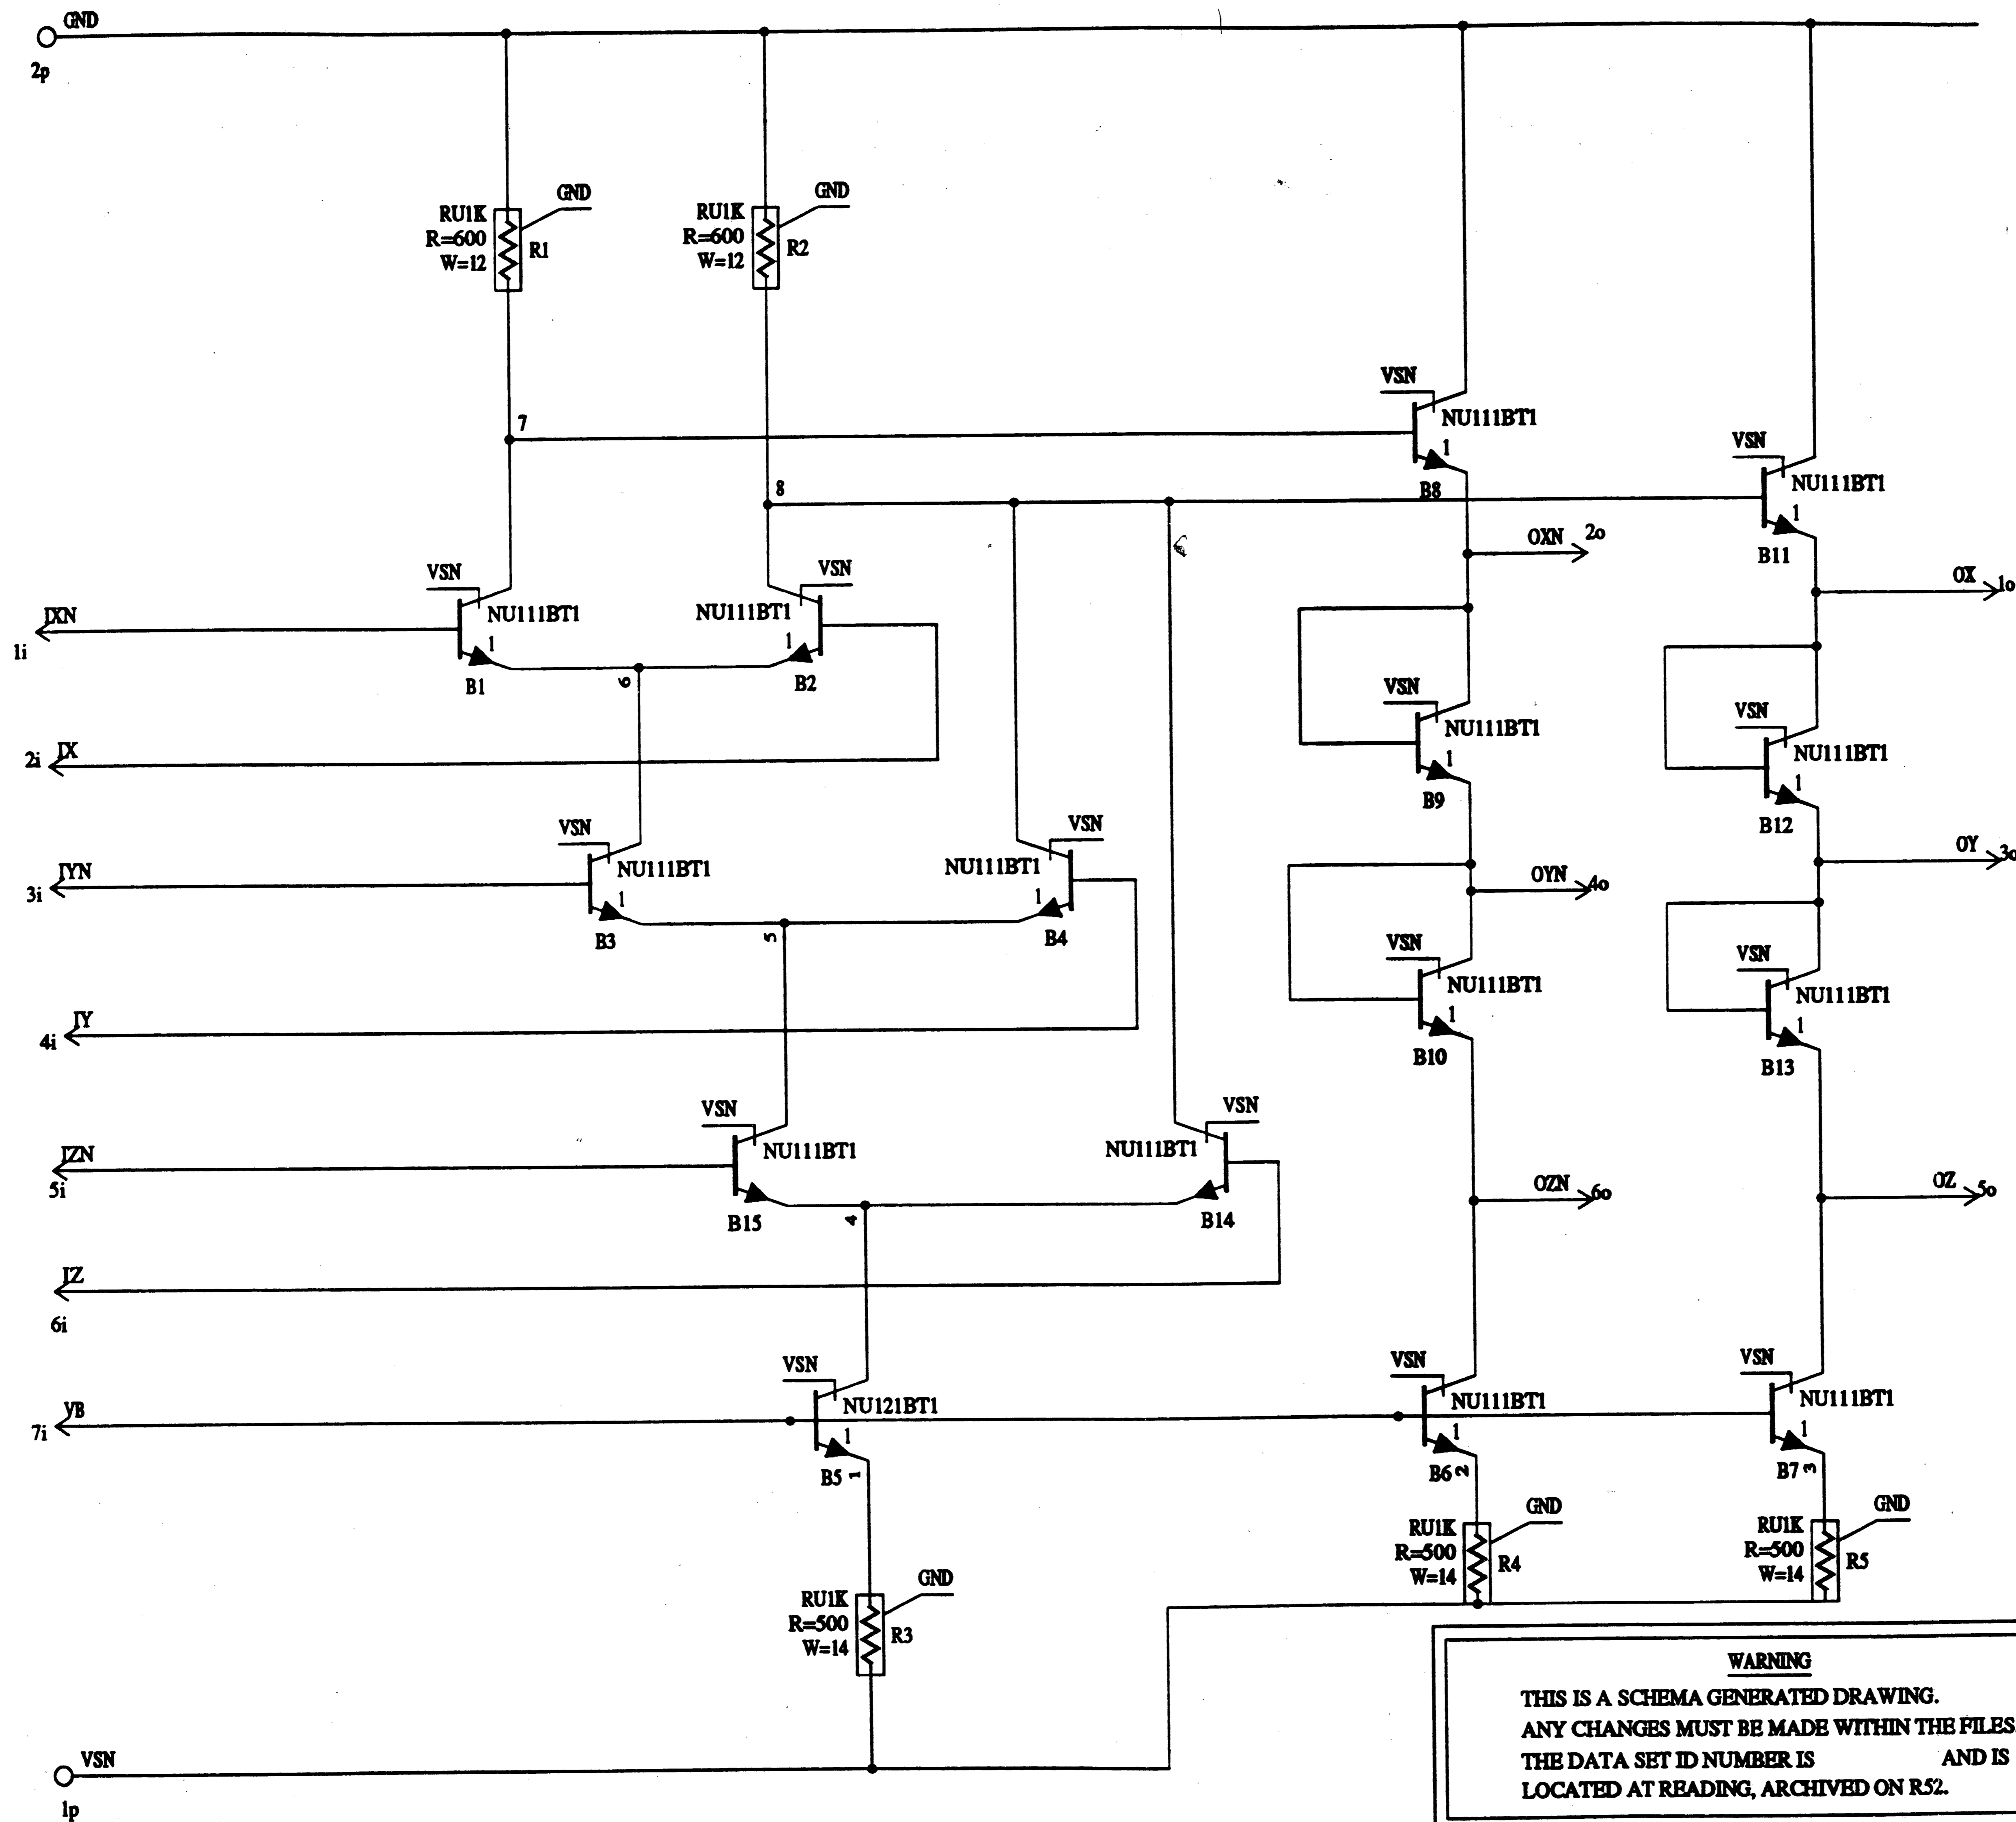 GND
2p
GND
RU1K
R=600
W=12
R1
GND
RU1K
R=600
W=12
R2
7
VSN
NU111BT1
1
B8
8
VSN
NU111BT1
1
B11
OXN 2o
OX 1o
IXN
1i
VSN
NU111BT1
1
B1
VSN
NU111BT1
1
B2
6
IX
2i
VSN
NU111BT1
1
B9
VSN
NU111BT1
1
B12
IYN
3i
VSN
NU111BT1
1
B3
VSN
NU111BT1
1
B4
5
OYN 4o
OY 3o
IY
4i
VSN
NU111BT1
1
B10
VSN
NU111BT1
1
B13
IZN
5i
VSN
NU111BT1
B15
VSN
NU111BT1
B14
4
OZN 6o
OZ 5o
IZ
6i
VB
7i
VSN
NU121BT1
1
B5
1
VSN
NU111BT1
1
B6
2
VSN
NU111BT1
1
B7
3
GND
RU1K
R=500
W=14
R3
GND
RU1K
R=500
W=14
R4
GND
RU1K
R=500
W=14
R5
VSN
1p
WARNING
THIS IS A SCHEMA GENERATED DRAWING.
ANY CHANGES MUST BE MADE WITHIN THE FILES
THE DATA SET ID NUMBER IS AND IS
LOCATED AT READING, ARCHIVED ON R52.